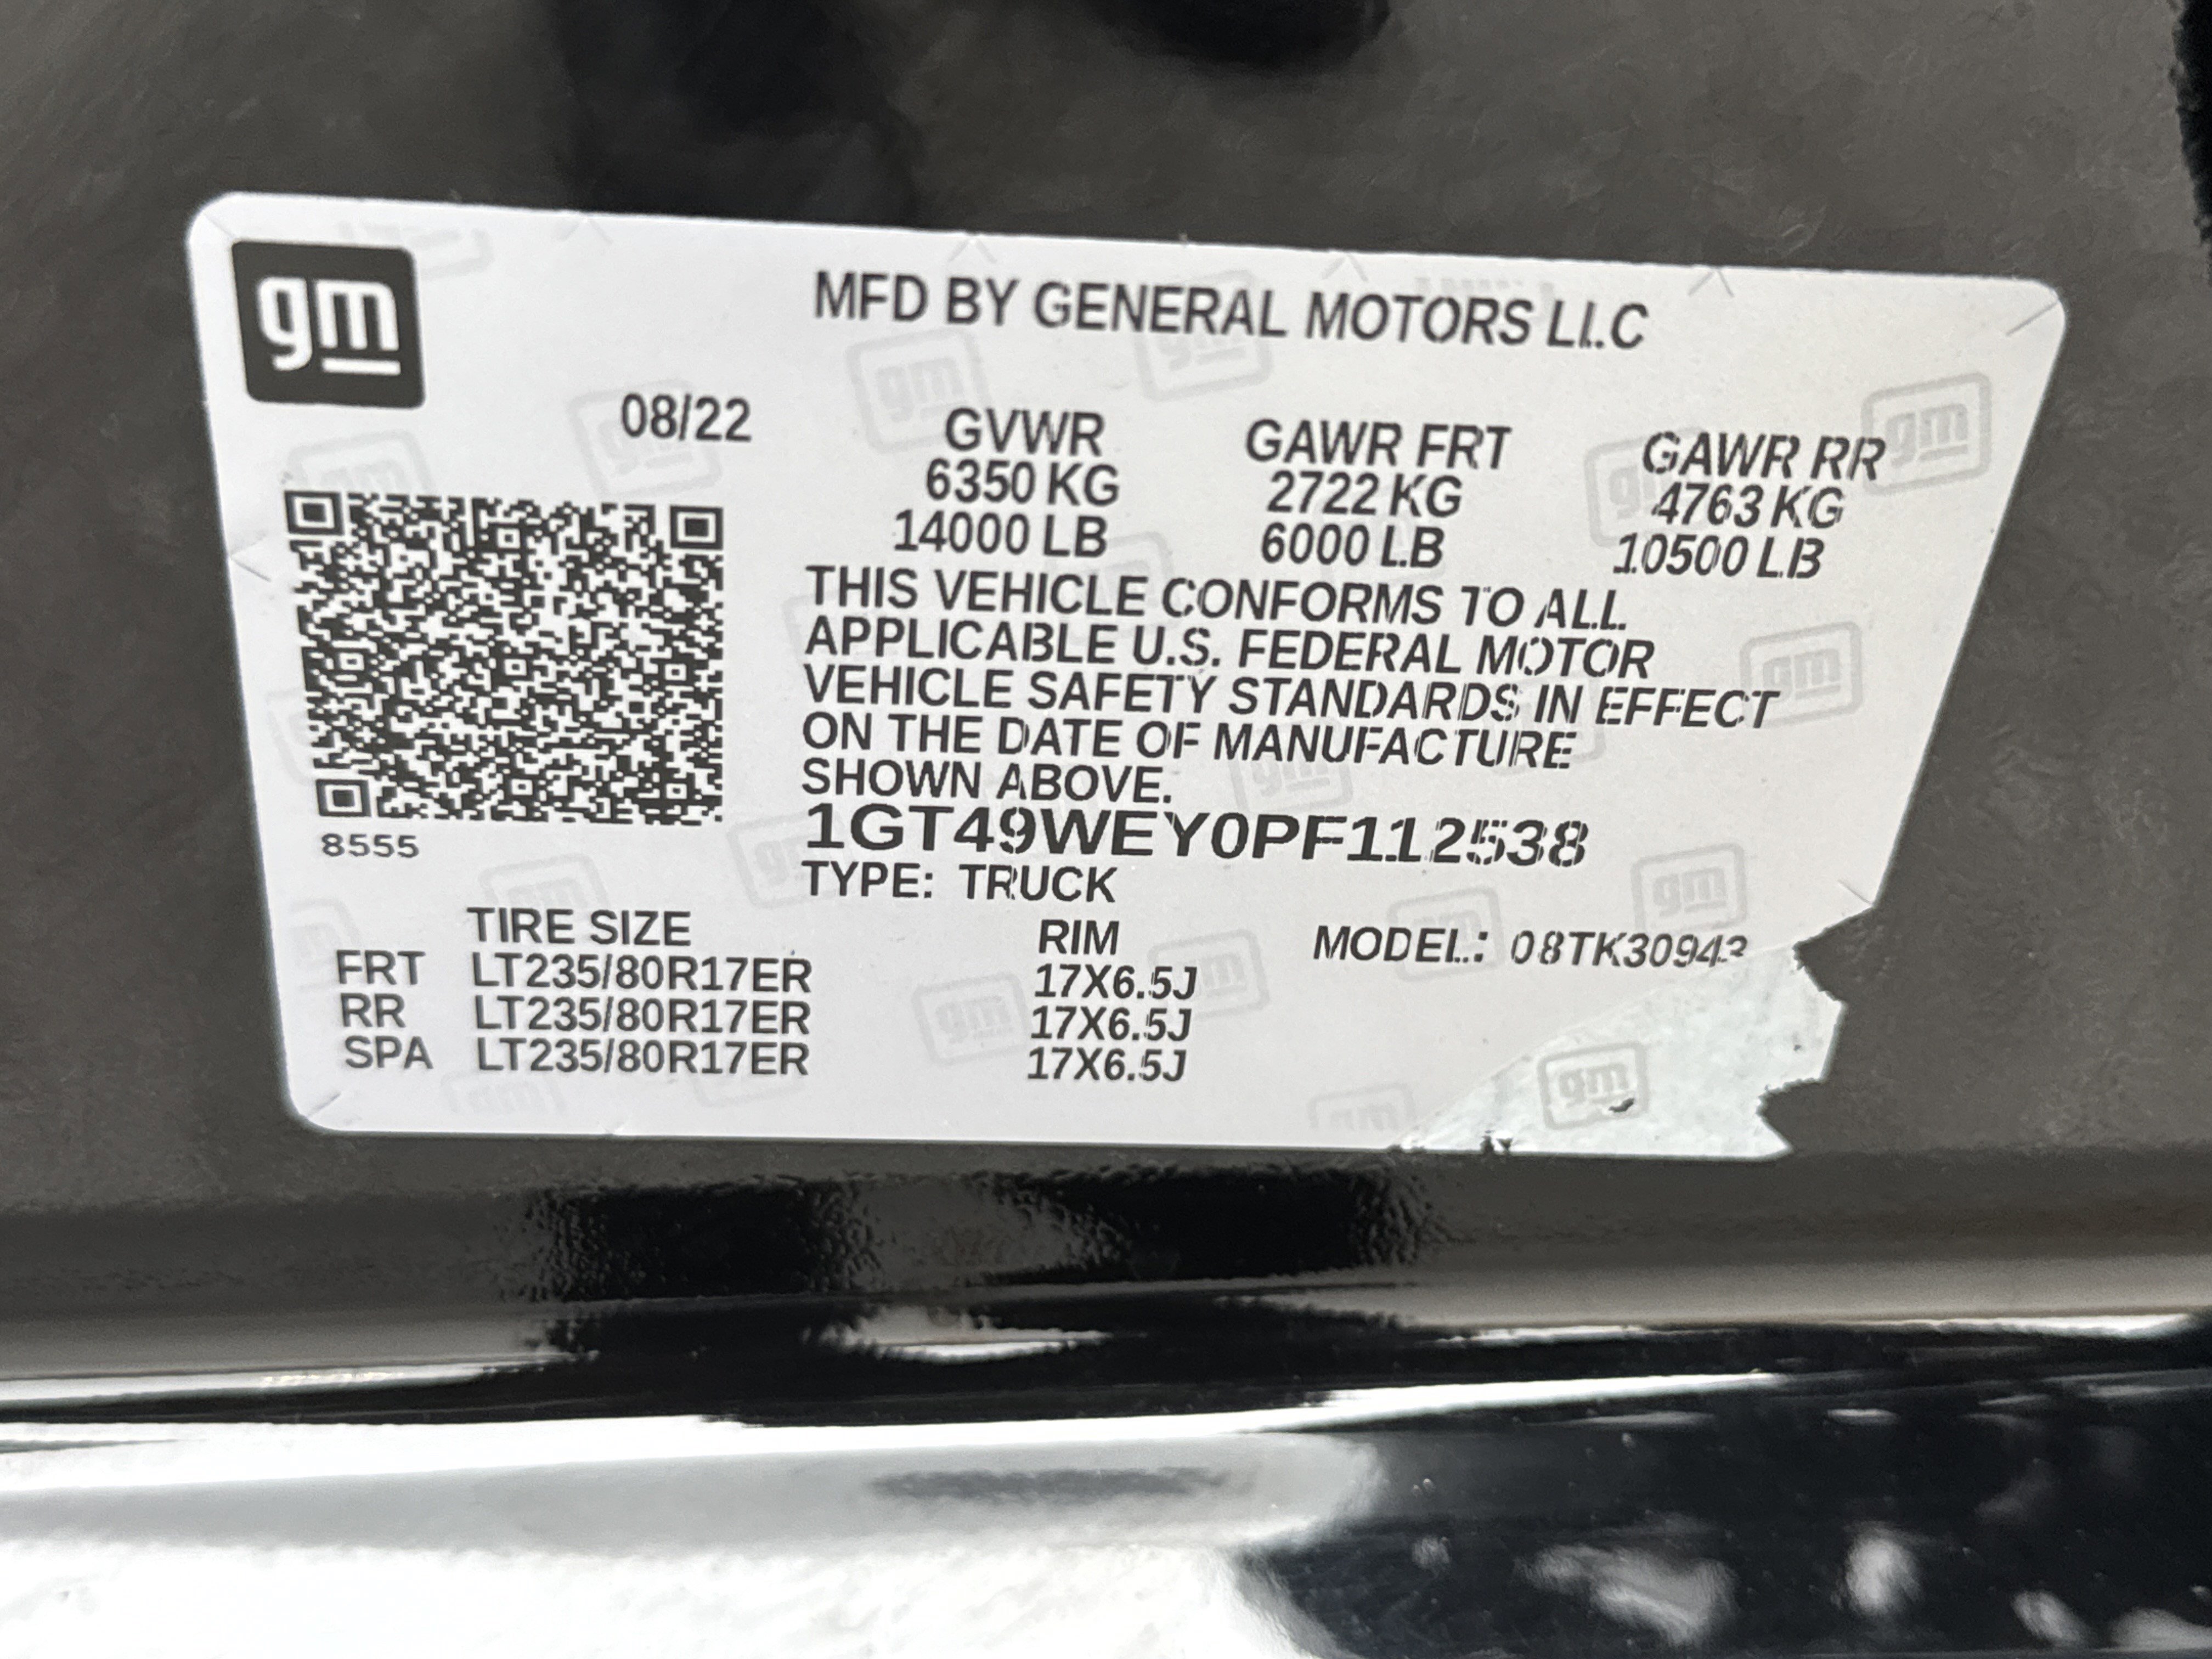 gm
MFD BY GENERAL MOTORS LLC
08/22
GVWR GAWR FRT GAWR RR
6350 KG 2722 KG 4763 KG
14000 LB 6000 LB 10500 LB
THIS VEHICLE CONFORMS TO ALL
APPLICABLE U.S. FEDERAL MOTOR
VEHICLE SAFETY STANDARDS IN EFFECT
ON THE DATE OF MANUFACTURE
SHOWN ABOVE.
1GT49WEY0PF112538
8555
TYPE: TRUCK
TIRE SIZE RIM MODEL: 08TK30943
FRT LT235/80R17ER 17X6.5J
RR LT235/80R17ER 17X6.5J
SPA LT235/80R17ER 17X6.5J